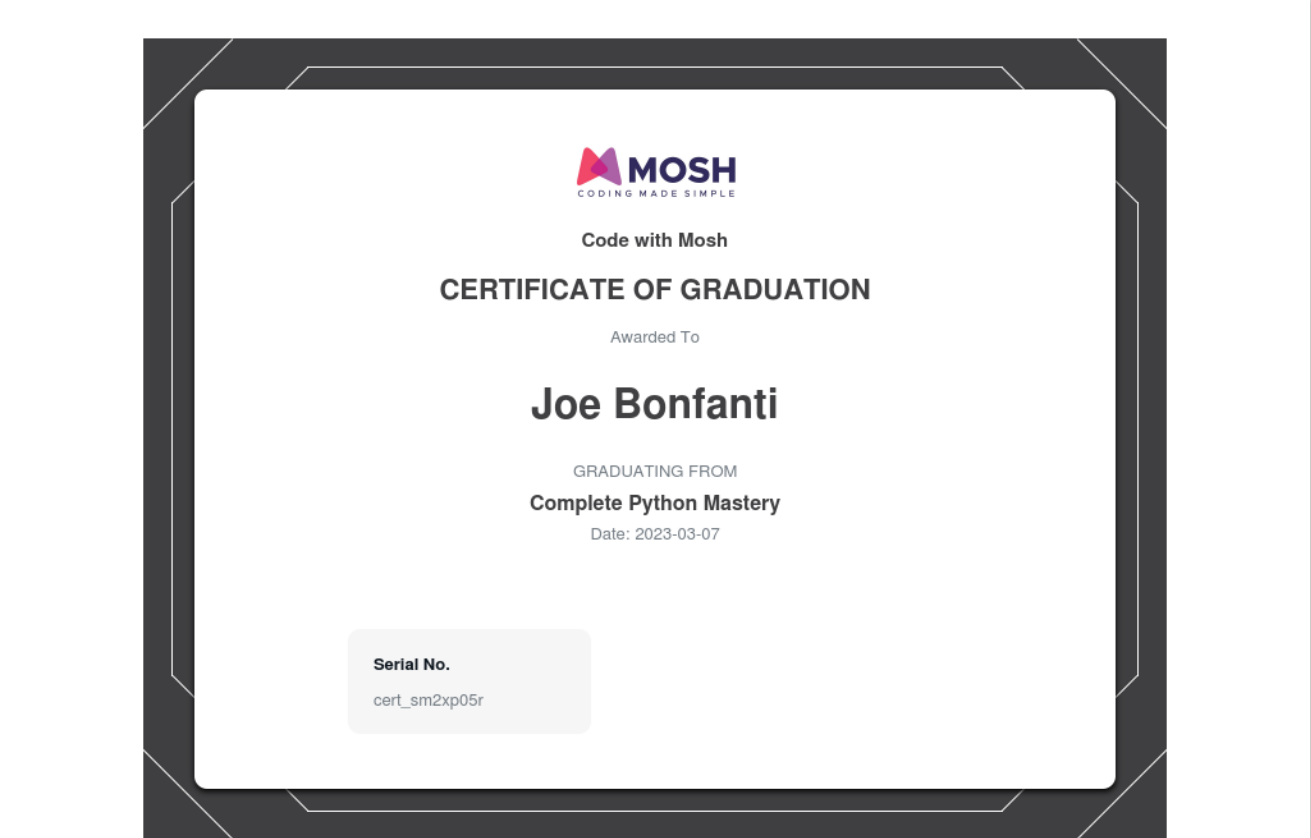 MOSH
CODING MADE SIMPLE
Code with Mosh
CERTIFICATE OF GRADUATION
Awarded To
Joe Bonfanti
GRADUATING FROM
Complete Python Mastery
Date: 2023-03-07
Serial No.
cert_sm2xp05r